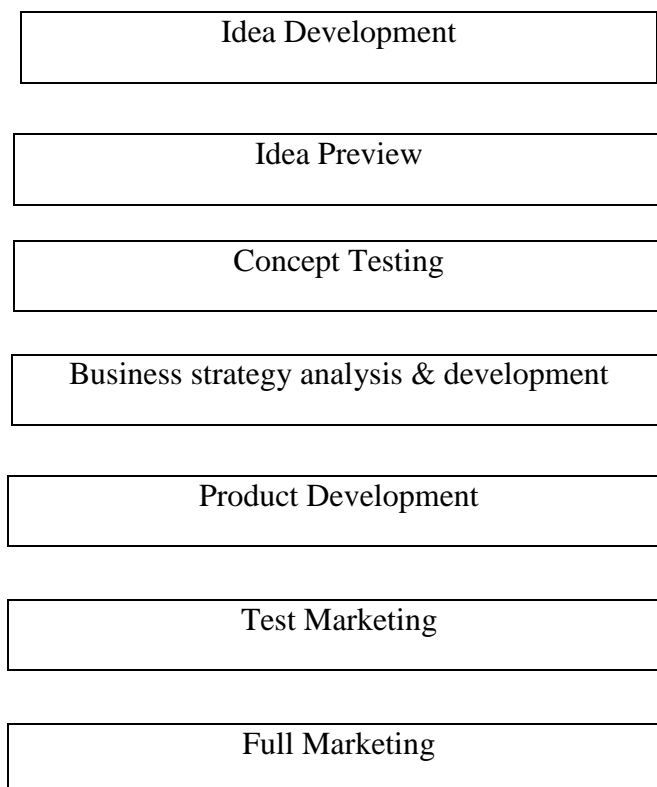 Idea Development
Idea Preview
Concept Testing
Business strategy analysis & development
Product Development
Test Marketing
Full Marketing